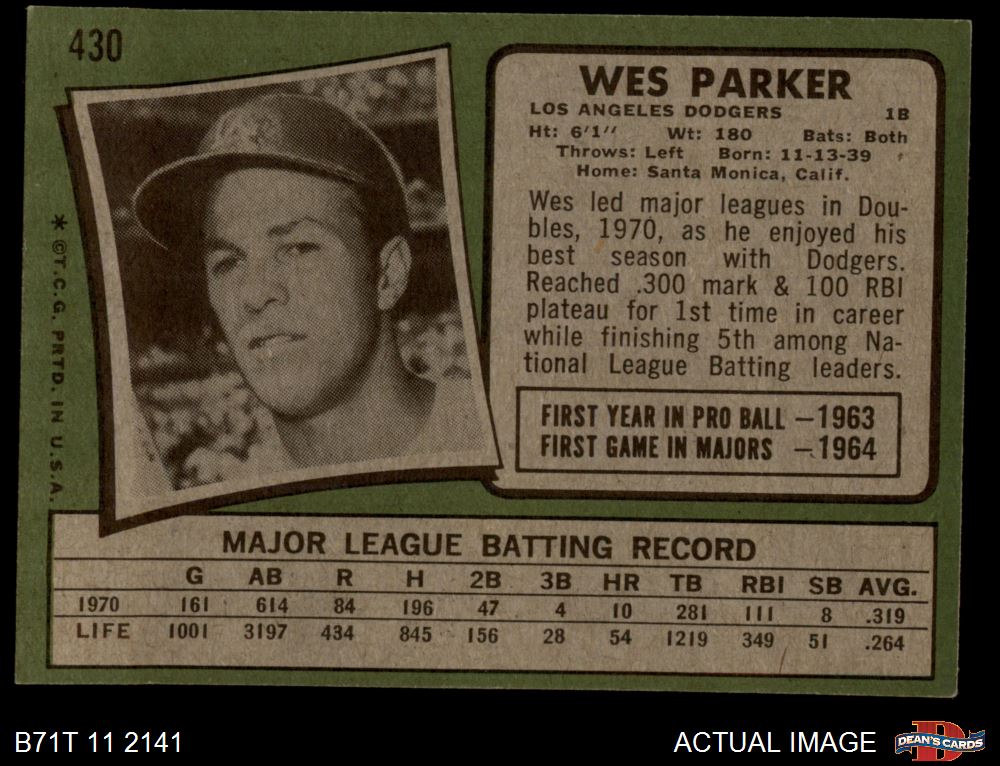 430
WES PARKER
LOS ANGELES DODGERS 1B
Ht: 6'1" Wt: 180 Bats: Both
Throws: Left Born: 11-13-39
Home: Santa Monica, Calif.
Wes led major leagues in Dou-
bles, 1970, as he enjoyed his
best season with Dodgers.
Reached .300 mark & 100 RBI
plateau for 1st time in career
while finishing 5th among Na-
tional League Batting leaders.
FIRST YEAR IN PRO BALL —1963
FIRST GAME IN MAJORS —1964
* ©T.C.G. PRTD. IN U.S.A.
MAJOR LEAGUE BATTING RECORD
G AB R H 2B 3B HR TB RBI SB AVG.
1970 161 614 84 196 47 4 10 281 111 8 .319
LIFE 1001 3197 434 845 156 28 54 1219 349 51 .264
B71T 11 2141
ACTUAL IMAGE
DEAN'S CARDS